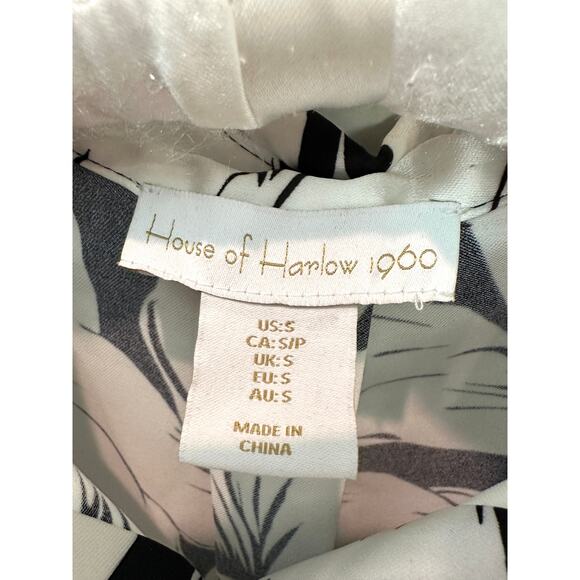 House of Harlow 1960
US:S
CA:S/P
UK:S
EU:S
AU:S
MADE IN
CHINA